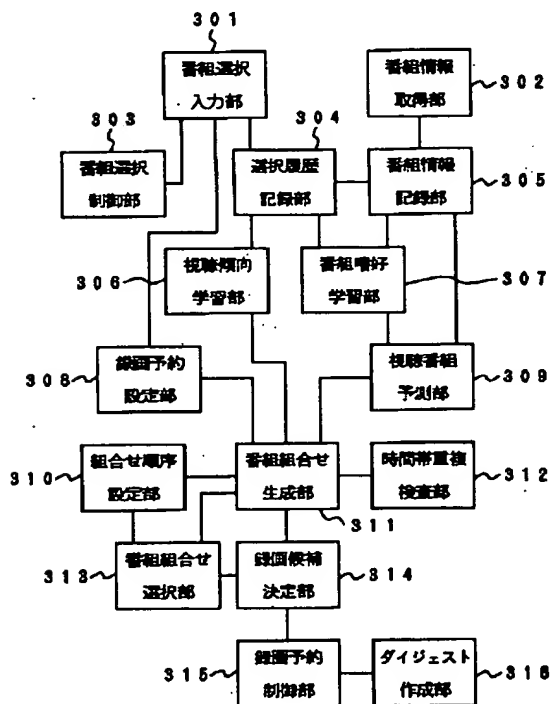 301
番組選択
入力部
番組情報
取得部
302
303
番組選択
制御部
304
選択履歴
記録部
番組情報
記録部
305
306
視聴傾向
学習部
番組嗜好
学習部
307
308
録画予約
設定部
視聴番組
予測部
309
310
組合せ順序
設定部
番組組合せ
生成部
311
時間帯重複
検査部
312
313
番組組合せ
選択部
録画候補
決定部
314
315
録画予約
制御部
ダイジェスト
作成部
316